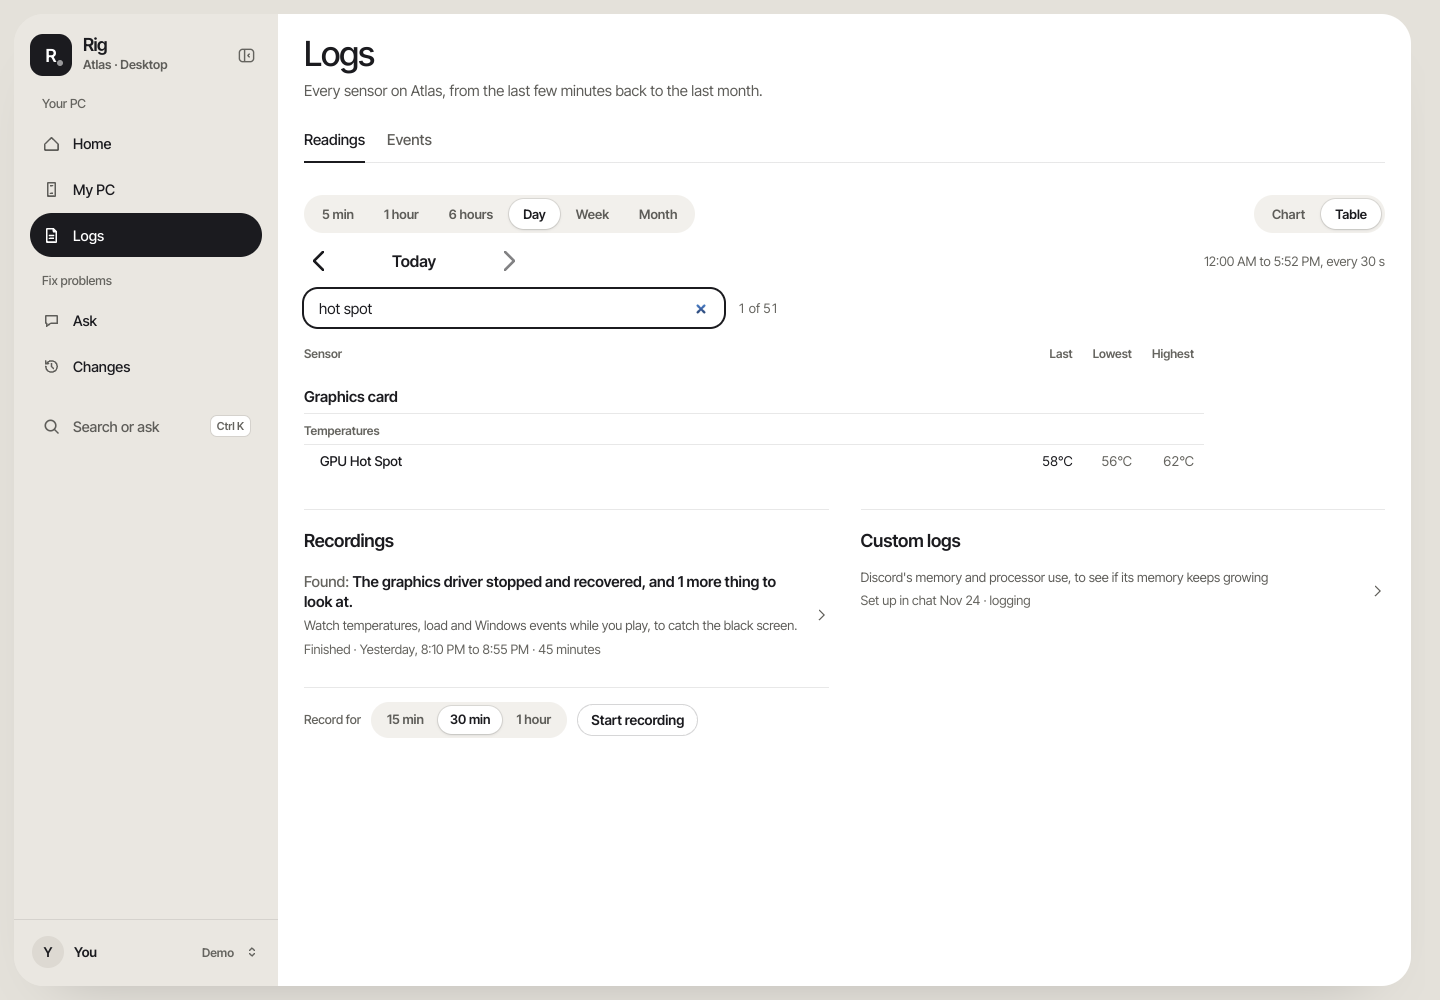 R.
Rig
Atlas · Desktop
Your PC
Home
My PC
Logs
Fix problems
Ask
Changes
Search or ask
Ctrl K
Y
You
Demo
Logs
Every sensor on Atlas, from the last few minutes back to the last month.
Readings Events
5 min 1 hour 6 hours Day Week Month
Chart Table
Today
12:00 AM to 5:52 PM, every 30 s
hot spot
1 of 51
Sensor Last Lowest Highest
Graphics card
Temperatures
GPU Hot Spot 58°C 56°C 62°C
Recordings
Found: The graphics driver stopped and recovered, and 1 more thing to
look at.
Watch temperatures, load and Windows events while you play, to catch the black screen.
Finished · Yesterday, 8:10 PM to 8:55 PM · 45 minutes
Record for 15 min 30 min 1 hour Start recording
Custom logs
Discord's memory and processor use, to see if its memory keeps growing
Set up in chat Nov 24 · logging